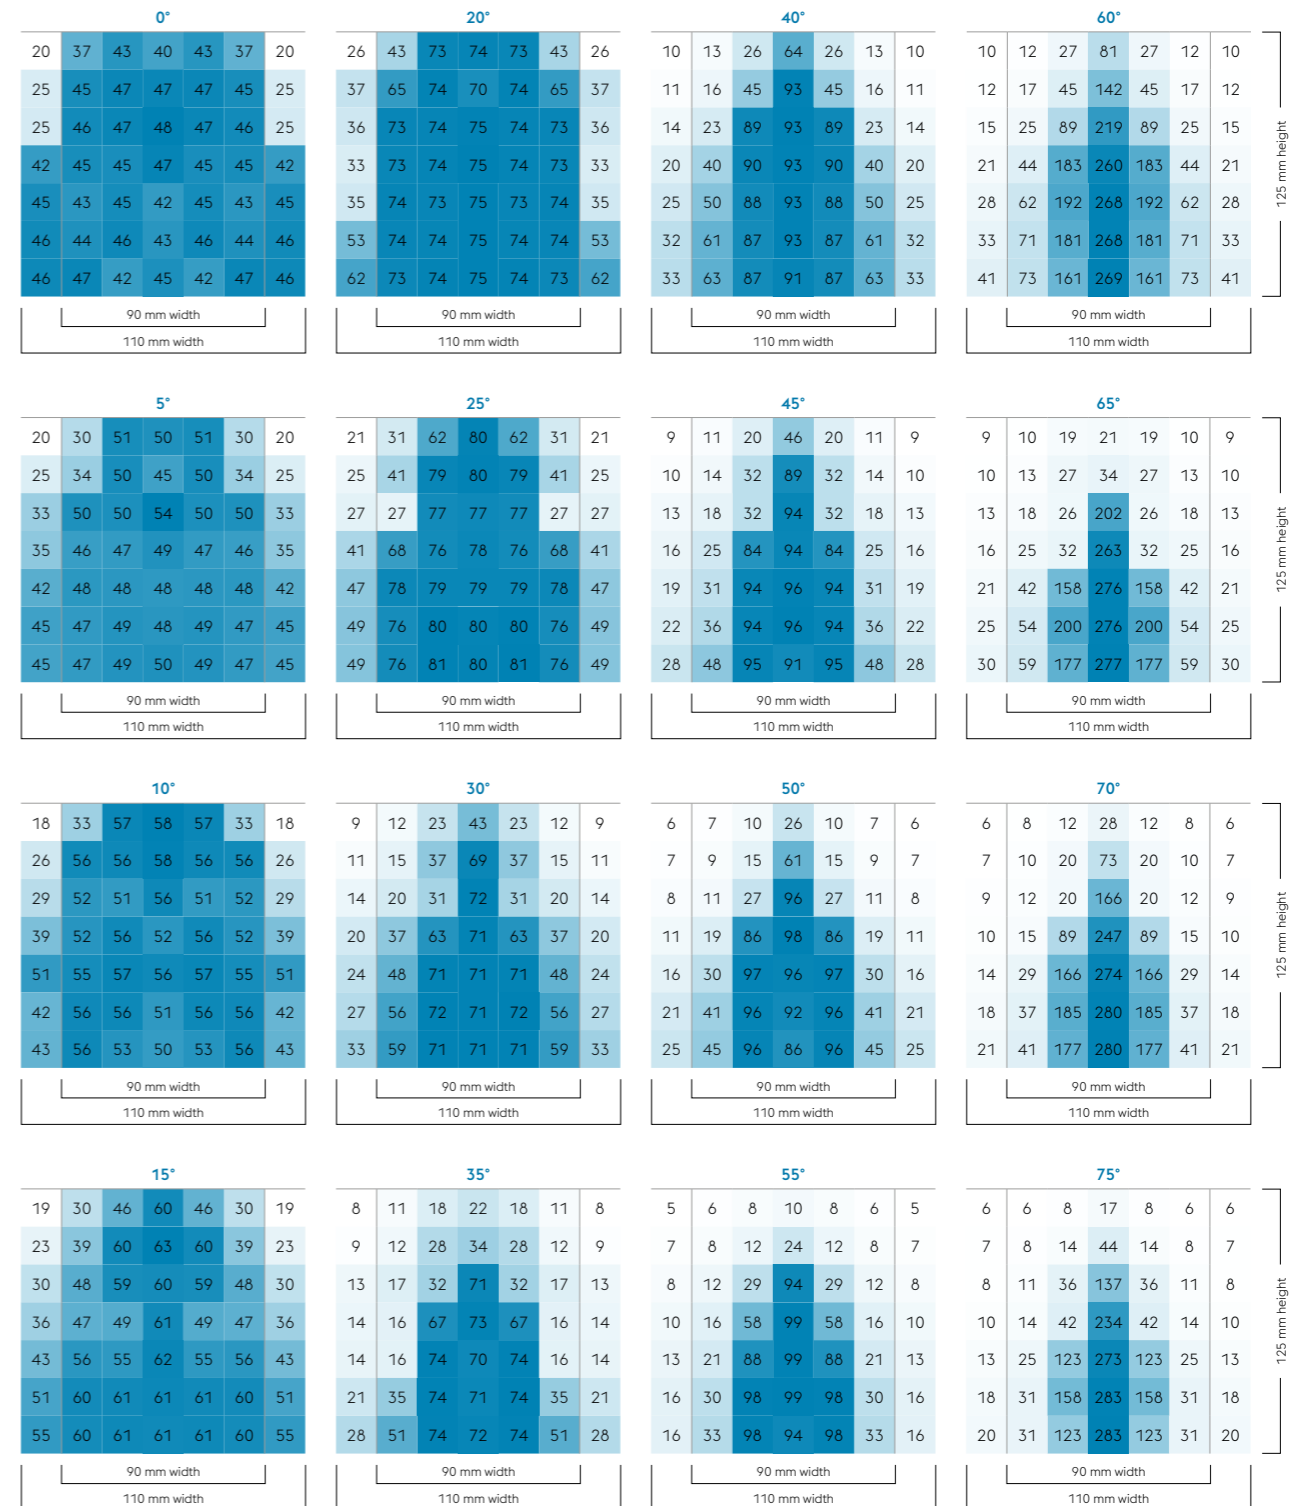 0° 20° 40° 60°
20 37 43 40 43 37 20 26 43 73 74 73 43 26 10 13 26 64 26 13 10 10 12 27 81 27 12 10
25 45 47 47 47 45 25 37 65 74 70 74 65 37 11 16 45 93 45 16 11 12 17 45 142 45 17 12
25 46 47 48 47 46 25 36 73 74 75 74 73 36 14 23 89 93 89 23 14 15 25 89 219 89 25 15
42 45 45 47 45 45 42 33 73 74 75 74 73 33 20 40 90 93 90 40 20 21 44 183 260 183 44 21
45 43 45 42 45 43 45 35 74 73 75 73 74 35 25 50 88 93 88 50 25 28 62 192 268 192 62 28
46 44 46 43 46 44 46 53 74 74 75 74 74 53 32 61 87 93 87 61 32 33 71 181 268 181 71 33
46 47 42 45 42 47 46 62 73 74 75 74 73 62 33 63 87 91 87 63 33 41 73 161 269 161 73 41
125 mm height
90 mm width 90 mm width 90 mm width 90 mm width
110 mm width 110 mm width 110 mm width 110 mm width
5° 25° 45° 65°
20 30 51 50 51 30 20 21 31 62 80 62 31 21 9 11 20 46 20 11 9 9 10 19 21 19 10 9
25 34 50 45 50 34 25 25 41 79 80 79 41 25 10 14 32 89 32 14 10 10 13 27 34 27 13 10
33 50 50 54 50 50 33 27 27 77 77 77 27 27 13 18 32 94 32 18 13 13 18 26 202 26 18 13
35 46 47 49 47 46 35 41 68 76 78 76 68 41 16 25 84 94 84 25 16 16 25 32 263 32 25 16
42 48 48 48 48 48 42 47 78 79 79 79 78 47 19 31 94 96 94 31 19 21 42 158 276 158 42 21
45 47 49 48 49 47 45 49 76 80 80 80 76 49 22 36 94 96 94 36 22 25 54 200 276 200 54 25
45 47 49 50 49 47 45 49 76 81 80 81 76 49 28 48 95 91 95 48 28 30 59 177 277 177 59 30
125 mm height
90 mm width 90 mm width 90 mm width 90 mm width
110 mm width 110 mm width 110 mm width 110 mm width
10° 30° 50° 70°
18 33 57 58 57 33 18 9 12 23 43 23 12 9 6 7 10 26 10 7 6 6 8 12 28 12 8 6
26 56 56 58 56 56 26 11 15 37 69 37 15 11 7 9 15 61 15 9 7 7 10 20 73 20 10 7
29 52 51 56 51 52 29 14 20 31 72 31 20 14 8 11 27 96 27 11 8 9 12 20 166 20 12 9
39 52 56 52 56 52 39 20 37 63 71 63 37 20 11 19 86 98 86 19 11 10 15 89 247 89 15 10
51 55 57 56 57 55 51 24 48 71 71 71 48 24 16 30 97 96 97 30 16 14 29 166 274 166 29 14
42 56 56 51 56 56 42 27 56 72 71 72 56 27 21 41 96 92 96 41 21 18 37 185 280 185 37 18
43 56 53 50 53 56 43 33 59 71 71 71 59 33 25 45 96 86 96 45 25 21 41 177 280 177 41 21
125 mm height
90 mm width 90 mm width 90 mm width 90 mm width
110 mm width 110 mm width 110 mm width 110 mm width
15° 35° 55° 75°
19 30 46 60 46 30 19 8 11 18 22 18 11 8 5 6 8 10 8 6 5 6 6 8 17 8 6 6
23 39 60 63 60 39 23 9 12 28 34 28 12 9 7 8 12 24 12 8 7 7 8 14 44 14 8 7
30 48 59 60 59 48 30 13 17 32 71 32 17 13 8 12 29 94 29 12 8 8 11 36 137 36 11 8
36 47 49 61 49 47 36 14 16 67 73 67 16 14 10 16 58 99 58 16 10 10 14 42 234 42 14 10
43 56 55 62 55 56 43 14 16 74 70 74 16 14 13 21 88 99 88 21 13 13 25 123 273 123 25 13
51 60 61 61 61 60 51 21 35 74 71 74 35 21 16 30 98 99 98 30 16 18 31 158 283 158 31 18
55 60 61 61 61 60 55 28 51 74 72 74 51 28 16 33 98 94 98 33 16 20 31 123 283 123 31 20
125 mm height
90 mm width 90 mm width 90 mm width 90 mm width
110 mm width 110 mm width 110 mm width 110 mm width